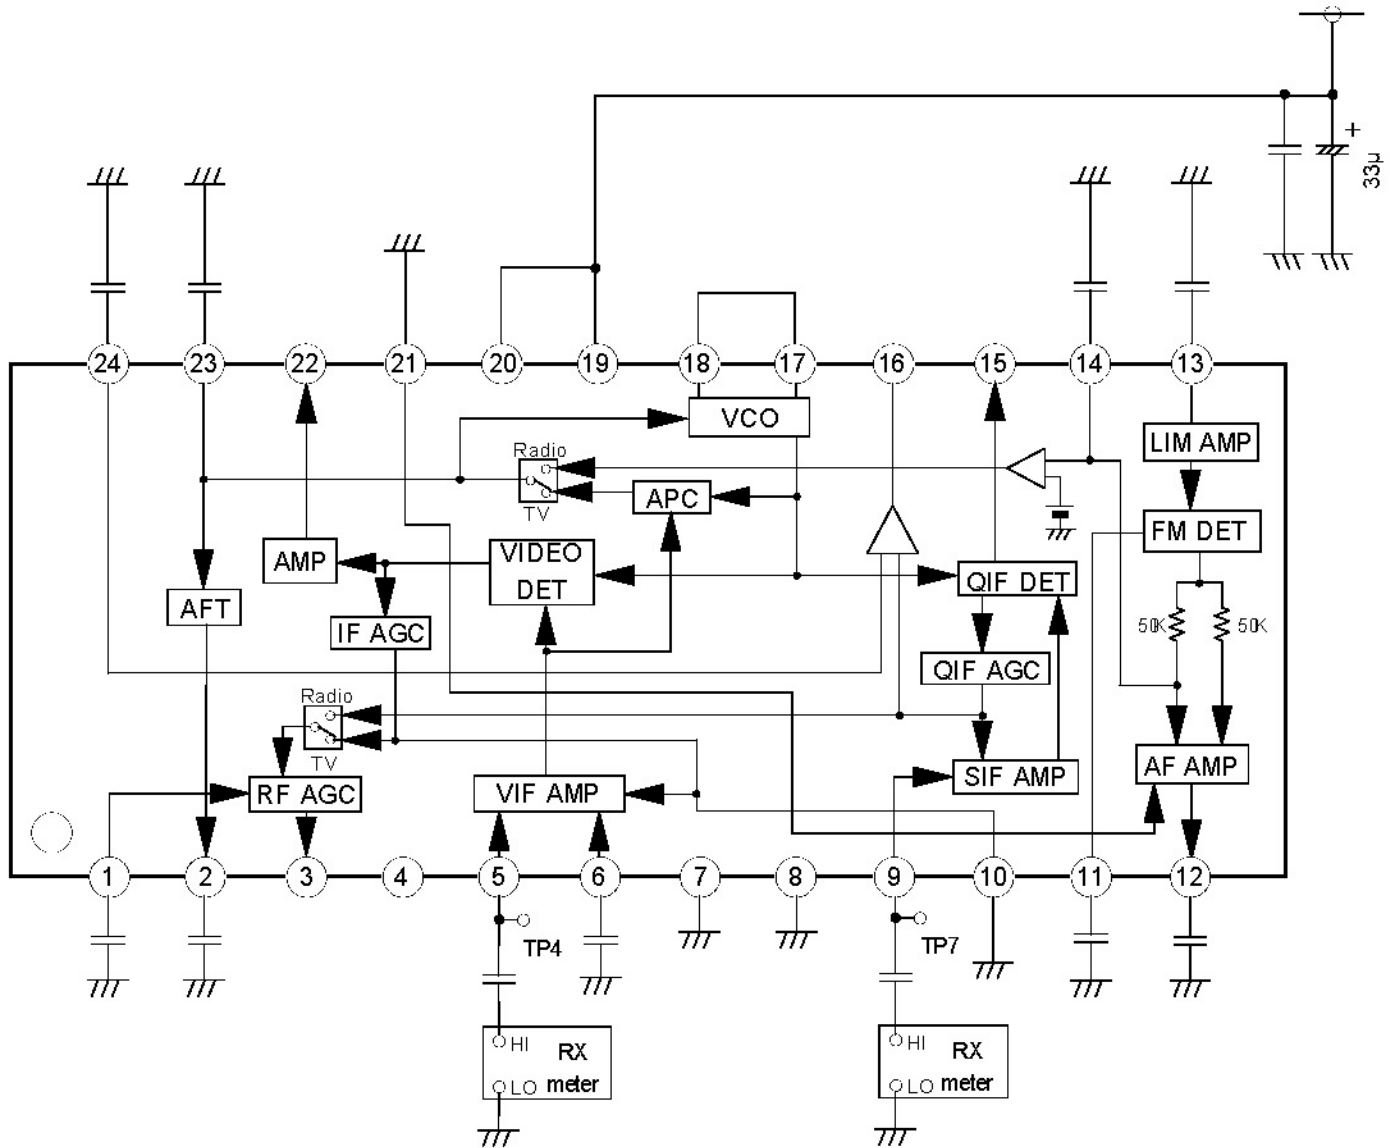 +
33µ
24
23
22
21
20
19
18
17
16
15
14
13
VCO
LIM AMP
Radio
TV
APC
FM DET
AMP
VIDEO
DET
QIF DET
AFT
IF AGC
50K
50K
QIF AGC
Radio
TV
RF AGC
VIF AMP
SIF AMP
AF AMP
1
2
3
4
5
6
7
8
9
10
11
12
TP4
TP7
HI
RX
LO
meter
HI
RX
LO
meter